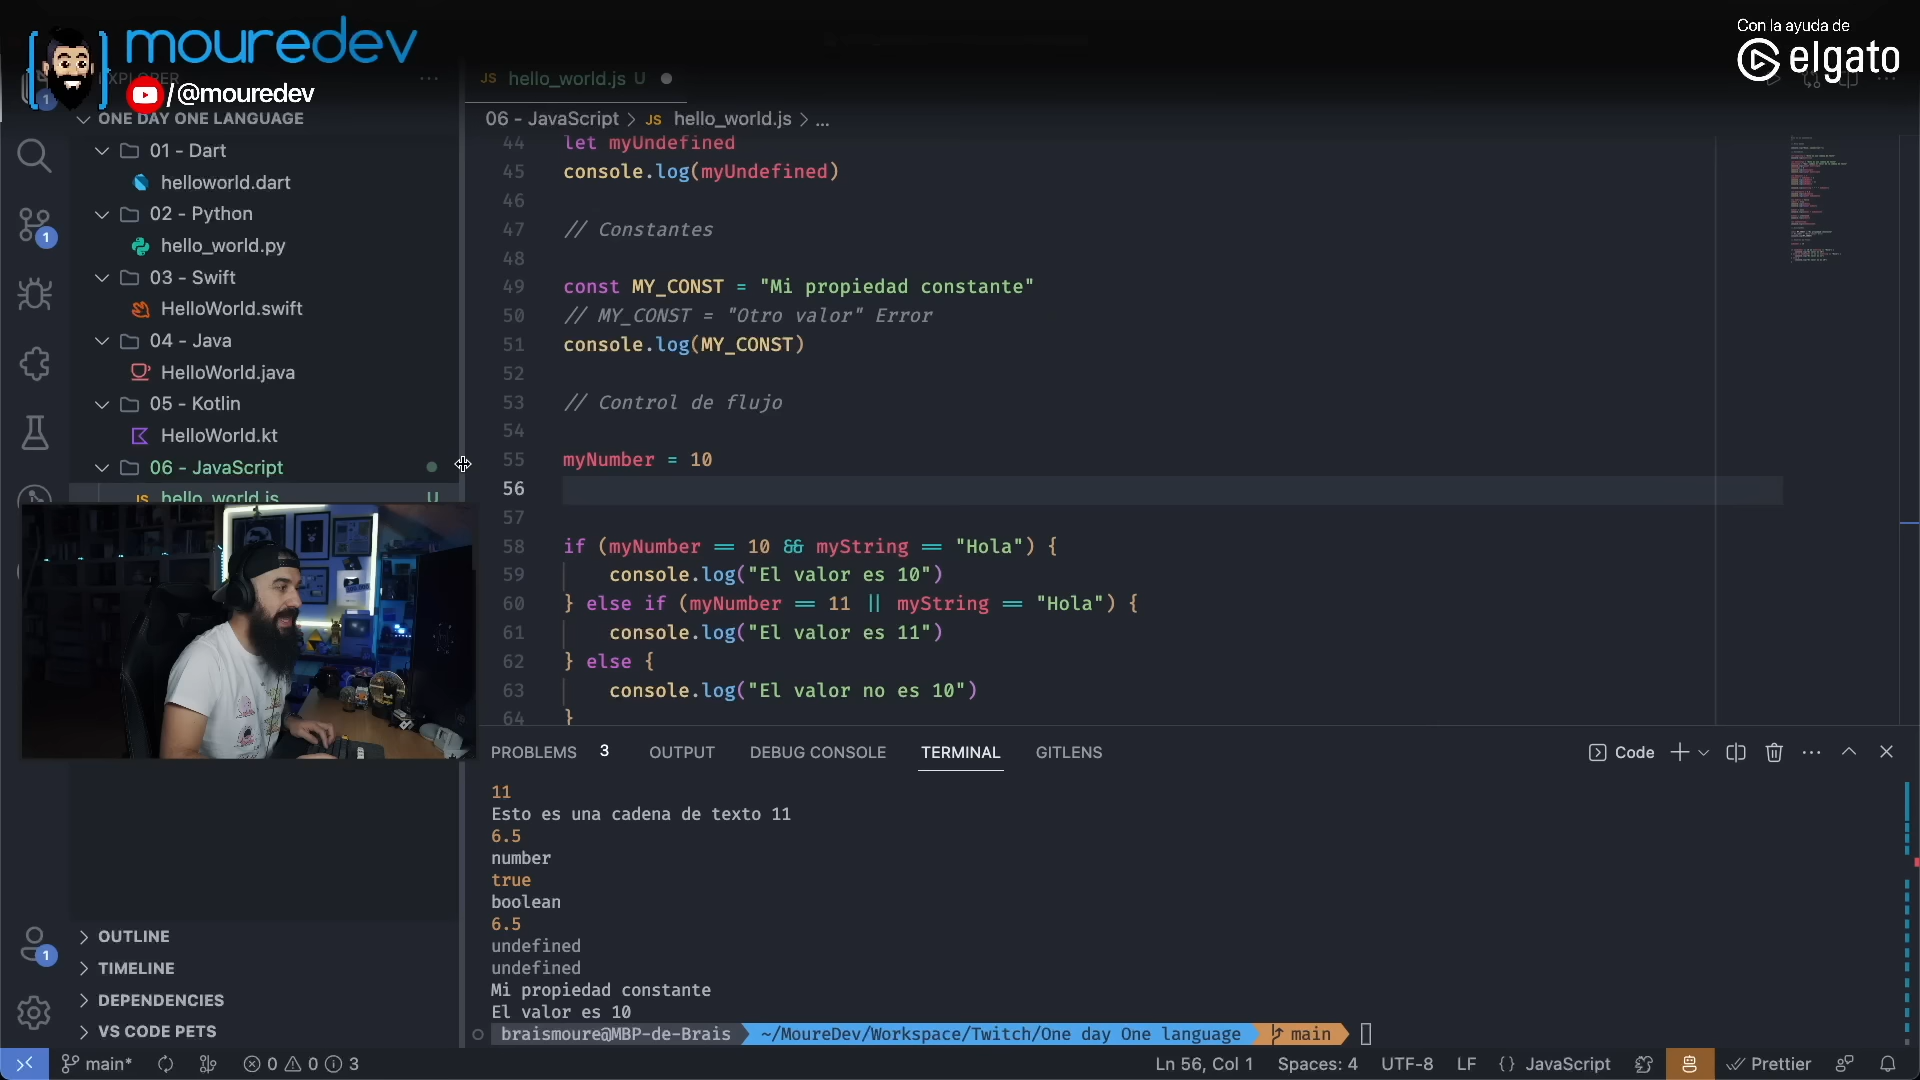 mouredev
/@mouredev
Con la ayuda de
elgato
EXPLORER
ONE DAY ONE LANGUAGE
01 - Dart
helloworld.dart
02 - Python
hello_world.py
03 - Swift
HelloWorld.swift
04 - Java
HelloWorld.java
05 - Kotlin
HelloWorld.kt
06 - JavaScript
JS hello_world.js U
OUTLINE
TIMELINE
DEPENDENCIES
VS CODE PETS
1
1
1
JS hello_world.js U
06 - JavaScript > JS hello_world.js > ...
44 let myUndefined
45 console.log(myUndefined)
46
47 // Constantes
48
49 const MY_CONST = "Mi propiedad constante"
50 // MY_CONST = "Otro valor" Error
51 console.log(MY_CONST)
52
53 // Control de flujo
54
55 myNumber = 10
56
57
58 if (myNumber == 10 && myString == "Hola") {
59 console.log("El valor es 10")
60 } else if (myNumber == 11 || myString == "Hola") {
61 console.log("El valor es 11")
62 } else {
63 console.log("El valor no es 10")
64 }
PROBLEMS 3 OUTPUT DEBUG CONSOLE TERMINAL GITLENS Code
11
Esto es una cadena de texto 11
6.5
number
true
boolean
6.5
undefined
undefined
Mi propiedad constante
El valor es 10
braismoure@MBP-de-Brais ~/MoureDev/Workspace/Twitch/One day One language main
main* 0 0 3 Ln 56, Col 1 Spaces: 4 UTF-8 LF {} JavaScript Prettier